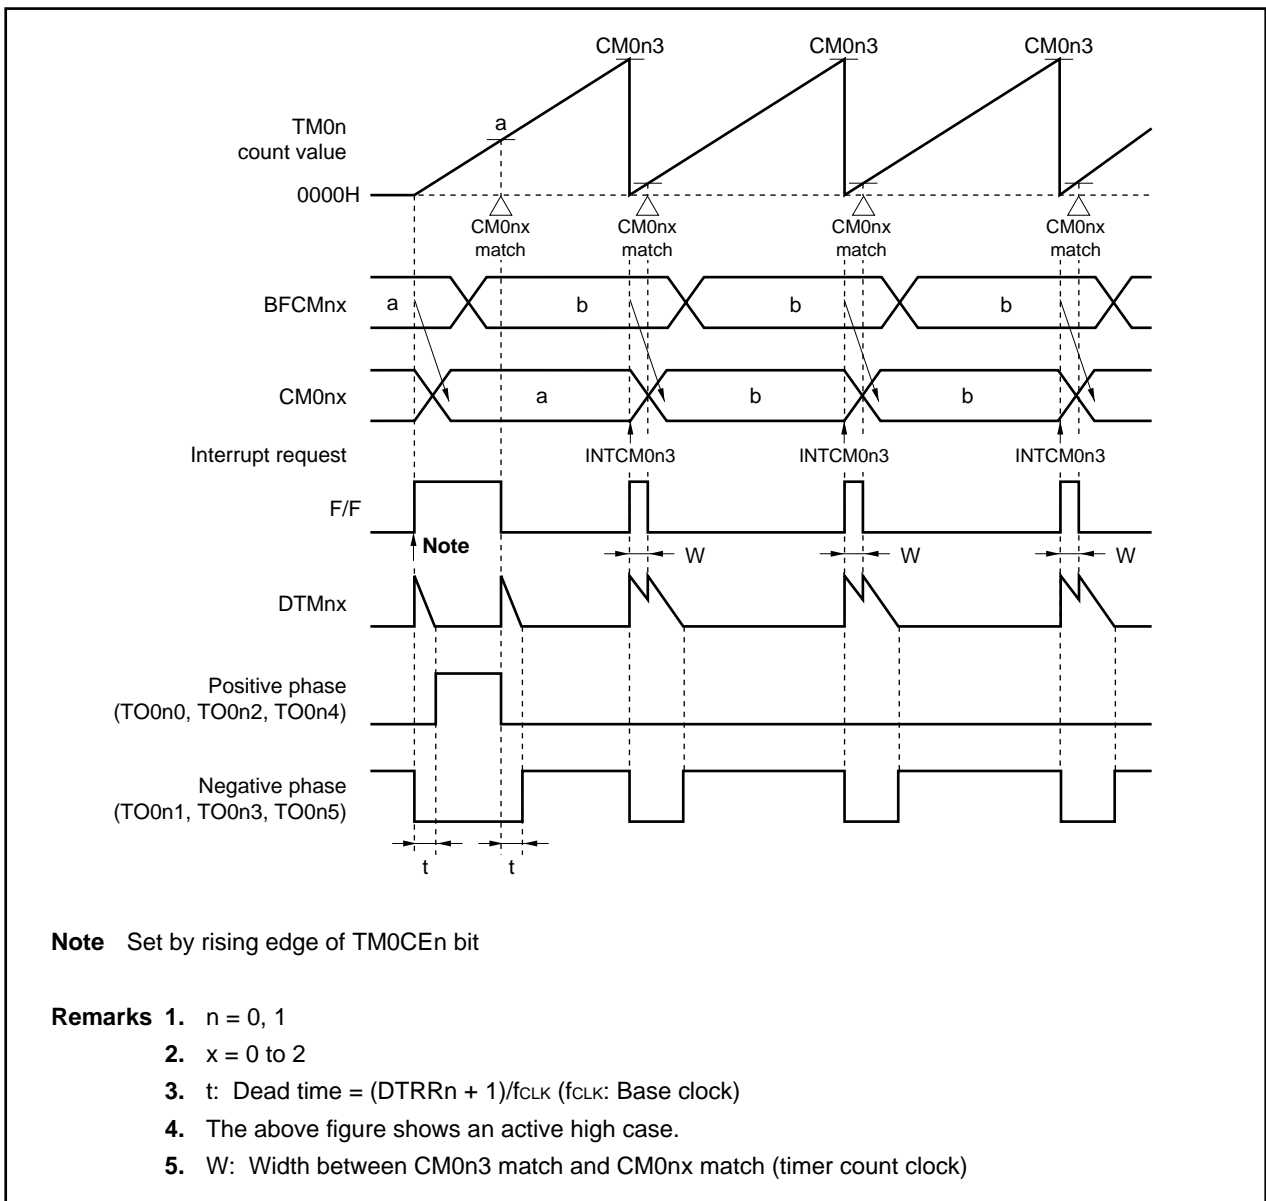 CM0n3 CM0n3 CM0n3
a
TM0n
count value
0000H
CM0nx CM0nx CM0nx CM0nx
match match match match
BFCMnx a b b b
CM0nx a b b
Interrupt request INTCM0n3 INTCM0n3 INTCM0n3
F/F
Note W W W
DTMnx
Positive phase
(TO0n0, TO0n2, TO0n4)
Negative phase
(TO0n1, TO0n3, TO0n5)
t t
Note Set by rising edge of TM0CEn bit
Remarks 1. n = 0, 1
2. x = 0 to 2
3. t: Dead time = (DTRRn + 1)/fCLK (fCLK: Base clock)
4. The above figure shows an active high case.
5. W: Width between CM0n3 match and CM0nx match (timer count clock)